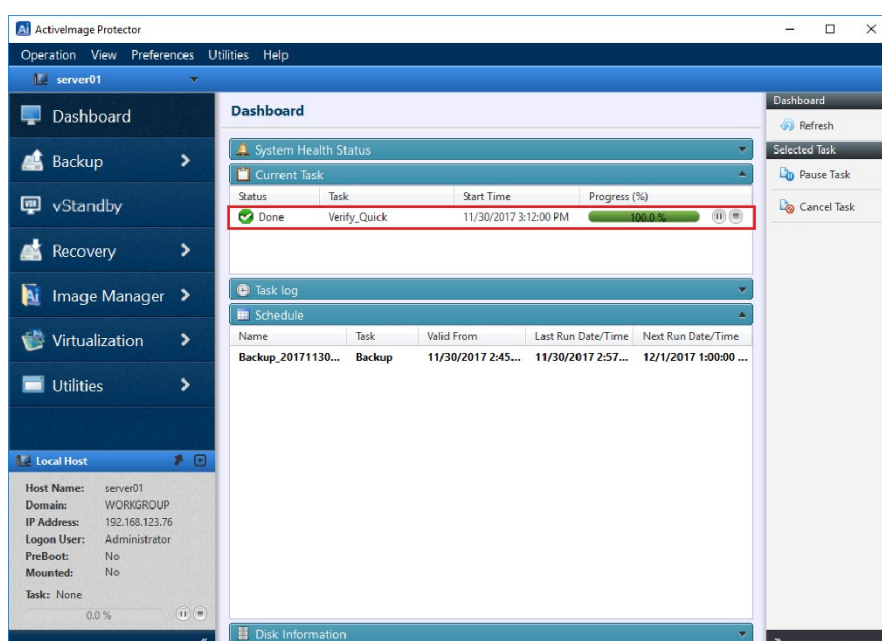 ActiveImage Protector
Operation View Preferences Utilities Help
server01
Dashboard
Backup
vStandby
Recovery
Image Manager
Virtualization
Utilities
Local Host
Host Name: server01
Domain: WORKGROUP
IP Address: 192.168.123.76
Logon User: Administrator
PreBoot: No
Mounted: No
Task: None
0.0 %
Dashboard
System Health Status
Current Task
Status Task Start Time Progress (%)
Done Verify_Quick 11/30/2017 3:12:00 PM 100.0 %
Task log
Schedule
Name Task Valid From Last Run Date/Time Next Run Date/Time
Backup_20171130... Backup 11/30/2017 2:45... 11/30/2017 2:57... 12/1/2017 1:00:00 ...
Disk Information
Dashboard
Refresh
Selected Task
Pause Task
Cancel Task